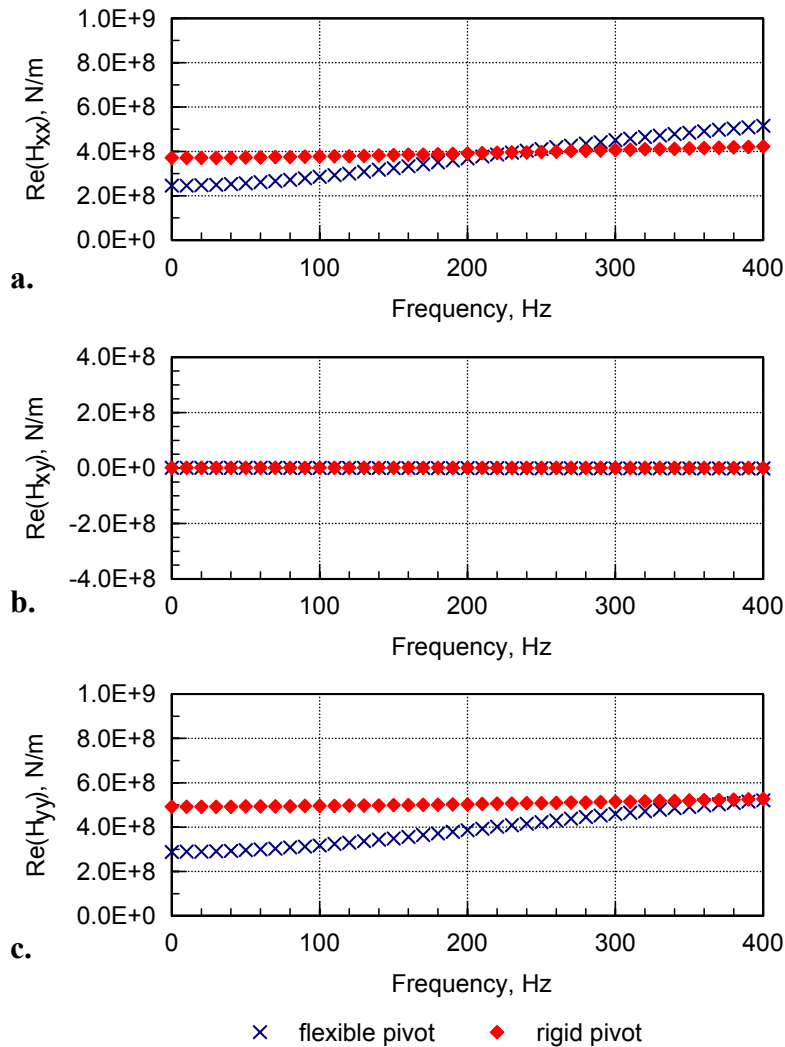 1.0E+9
8.0E+8
6.0E+8
4.0E+8
2.0E+8
0.0E+0
Re(Hxx), N/m
0 100 200 300 400
Frequency, Hz
a.
4.0E+8
2.0E+8
0.0E+0
-2.0E+8
-4.0E+8
Re(Hxy), N/m
0 100 200 300 400
Frequency, Hz
b.
1.0E+9
8.0E+8
6.0E+8
4.0E+8
2.0E+8
0.0E+0
Re(Hyy), N/m
0 100 200 300 400
Frequency, Hz
c.
flexible pivot rigid pivot